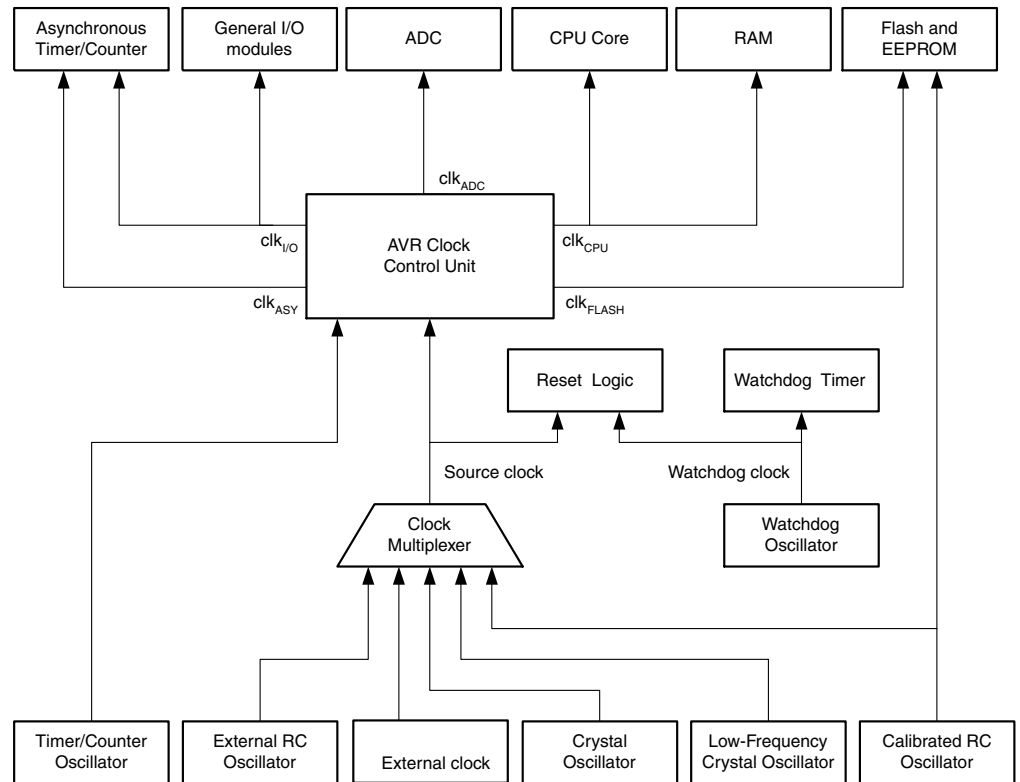 Asynchronous
Timer/Counter
General I/O
modules
ADC
CPU Core
RAM
Flash and
EEPROM
clkADC
clkI/O
AVR Clock
Control Unit
clkCPU
clkASY
clkFLASH
Reset Logic
Watchdog Timer
Source clock
Watchdog clock
Clock
Multiplexer
Watchdog
Oscillator
Timer/Counter
Oscillator
External RC
Oscillator
External clock
Crystal
Oscillator
Low-Frequency
Crystal Oscillator
Calibrated RC
Oscillator